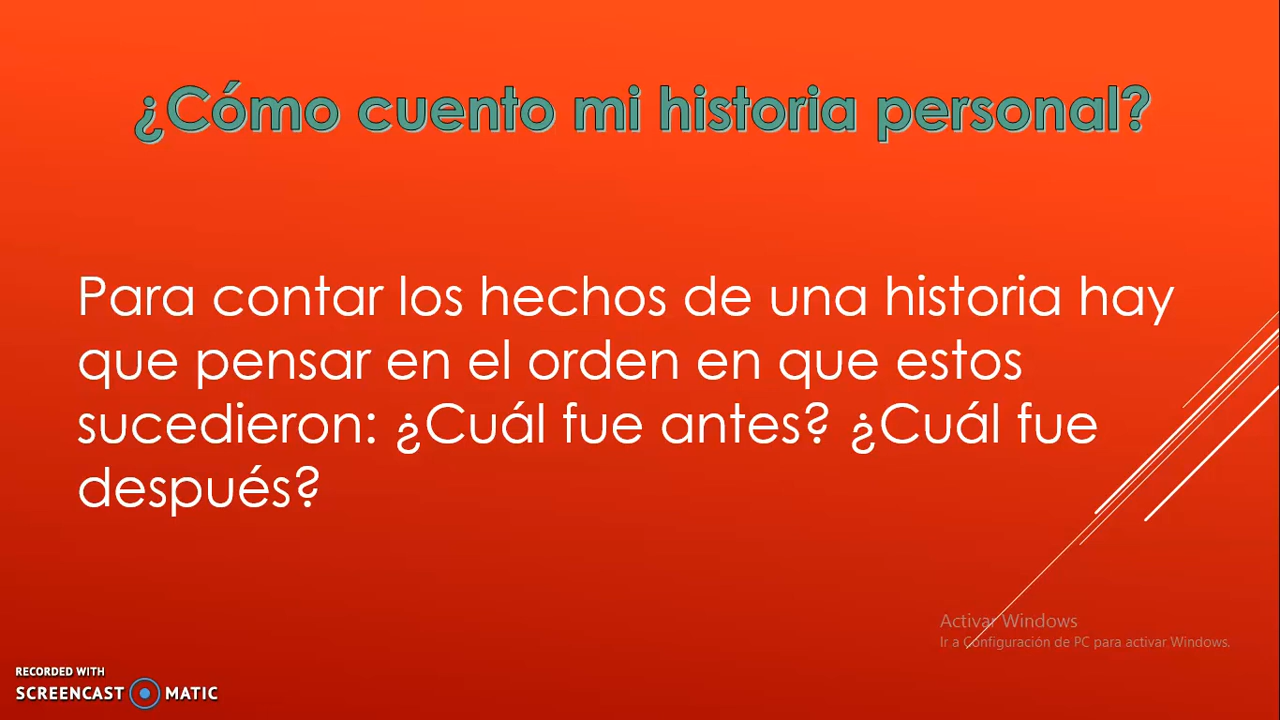 ¿Cómo cuento mi historia personal?
Para contar los hechos de una historia hay
que pensar en el orden en que estos
sucedieron: ¿Cuál fue antes? ¿Cuál fue
después?
Activar Windows
Ir a Configuración de PC para activar Windows.
RECORDED WITH
SCREENCAST MATIC